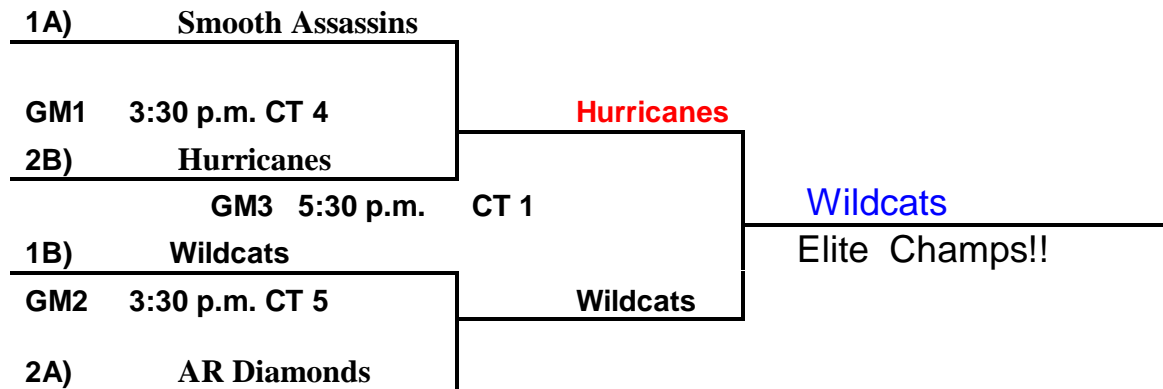 1A) Smooth Assassins
GM1 3:30 p.m. CT 4 Hurricanes
2B) Hurricanes
GM3 5:30 p.m. CT 1 Wildcats
1B) Wildcats Elite Champs!!
GM2 3:30 p.m. CT 5 Wildcats
2A) AR Diamonds